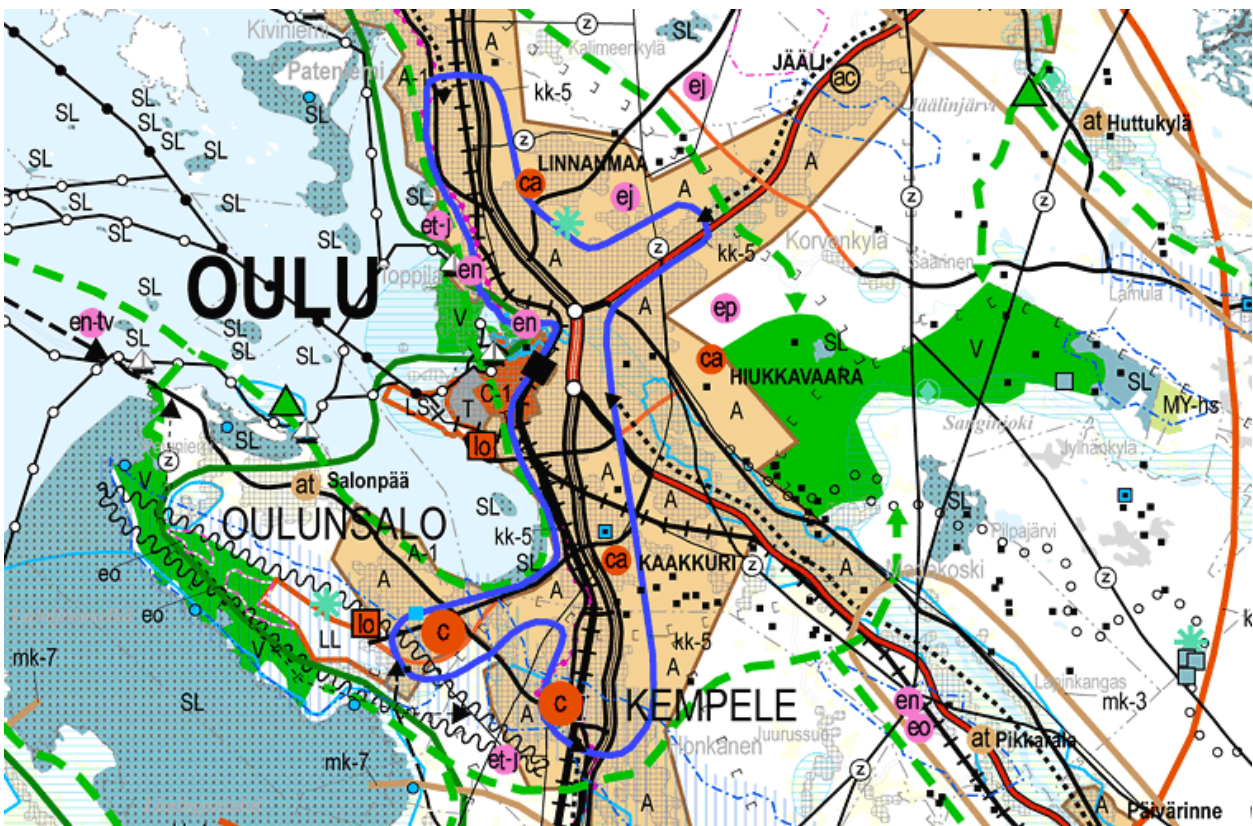 Kiviniemi
A
Kalimeenkylä
SL
Pateniemi
A-1
JÄÄLI
ac
z
SL
kk-5
ej
Jäälinjärvi
at Huttukylä
SL
SL
SL
z
LINNANMAA
A
SL
ca
A
ej
A
z
z
SL
SL
et-j
SL
z
kk-5
Korvenkylä
Saarinen
en
Toppila
OULU
A
Lamula
en-tv
V
L
en
ep
SL
SL
SL
ca
SL
V
A
HIUKKAVAARA
SL
C-1
A
MY-hs
LS
T
SL
lo
Sanginjoki
Jylhänkylä
z
A
V
at
Salonpää
A
SL
SL
OULUNSALO
kk-5
Pilpajärvi
A-1
SL
ca
KAAKKURI
z
A
A
A
z
eo
eo
lo
c
LL
kk-5
mk-7
V
A
Lapinkangas
SL
L
A
c
KEMPELE
en
mk-3
eo
at Pikkarala
Juurussuo
mk-7
et-j
z
A
A
Päivärinne